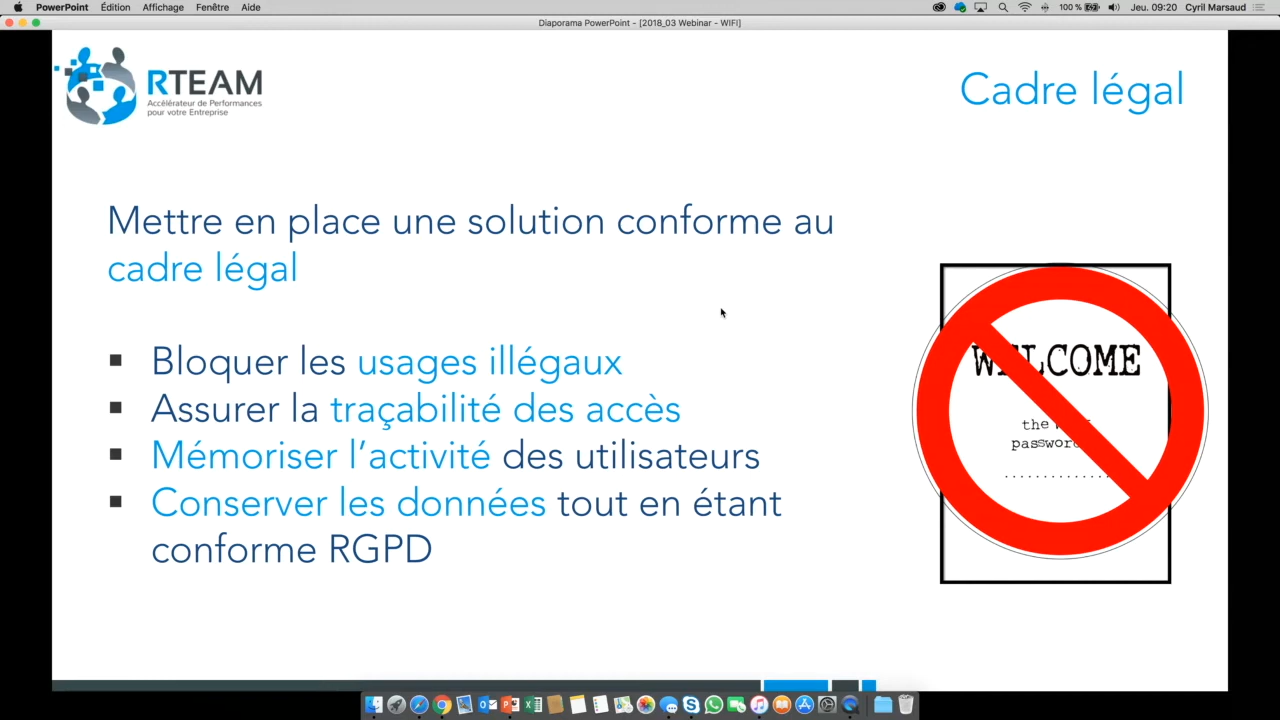 PowerPoint Édition Affichage Fenêtre Aide 100 % Jeu. 09:20 Cyril Marsaud
Diaporama PowerPoint - [2018_03 Webinar - WIFI]
RTEAM
Accélérateur de Performances
pour votre Entreprise
Cadre légal
Mettre en place une solution conforme au
cadre légal
Bloquer les usages illégaux
Assurer la traçabilité des accès
Mémoriser l'activité des utilisateurs
Conserver les données tout en étant
conforme RGPD
WELCOME
the
password